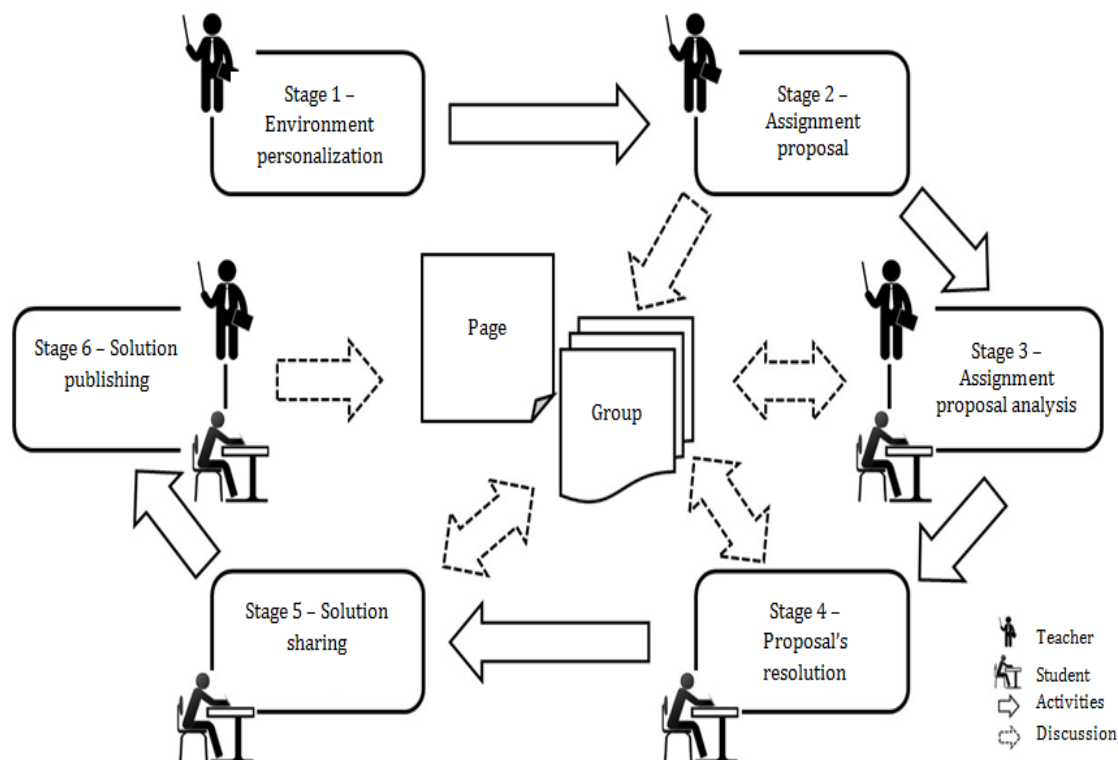 Stage 1 –
Environment
personalization
Stage 2 –
Assignment
proposal
Stage 3 –
Assignment
proposal analysis
Stage 6 – Solution
publishing
Page
Group
Stage 5 – Solution
sharing
Stage 4 –
Proposal's
resolution
Teacher
Student
Activities
Discussion